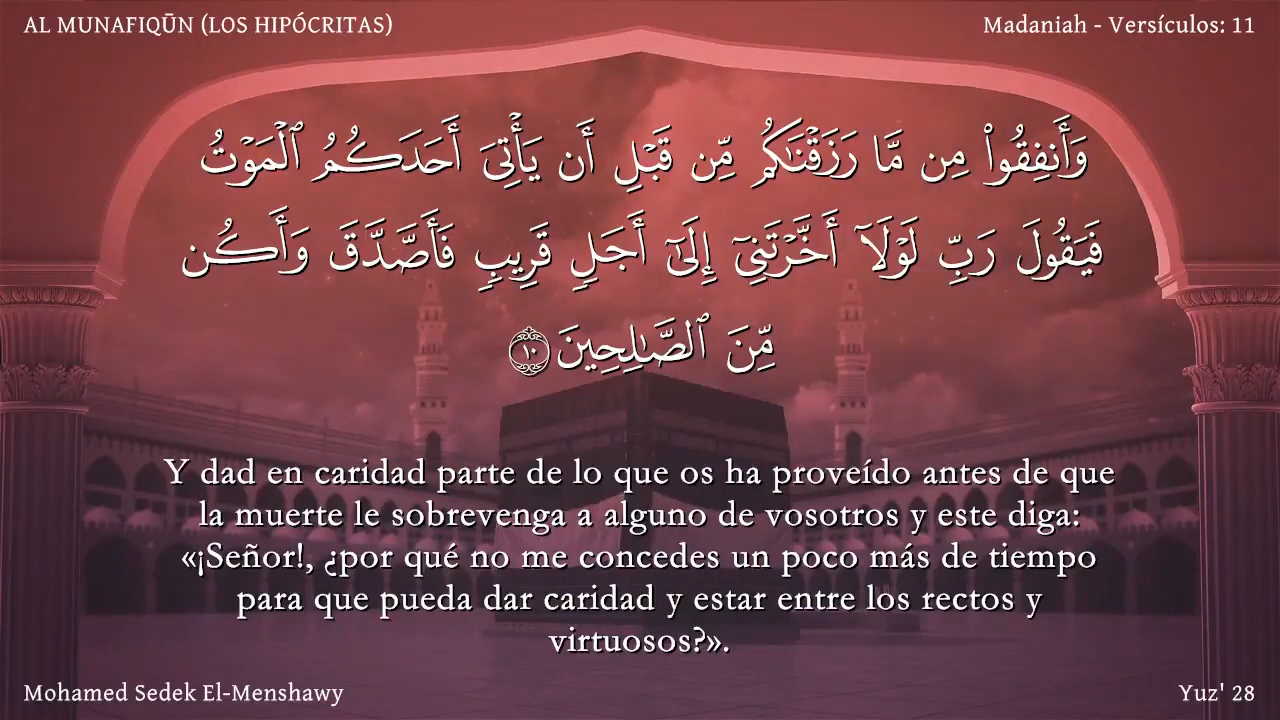 AL MUNAFIQŪN (LOS HIPÓCRITAS)
Madaniah - Versículos: 11
وَأَنفِقُوا۟ مِن مَّا رَزَقْنَـٰكُم مِّن قَبْلِ أَن يَأْتِىَ أَحَدَكُمُ ٱلْمَوْتُ
فَيَقُولَ رَبِّ لَوْلَآ أَخَّرْتَنِىٓ إِلَىٰٓ أَجَلٍ قَرِيبٍ فَأَصَّدَّقَ وَأَكُن
مِّنَ ٱلصَّـٰلِحِينَ ١٠
Y dad en caridad parte de lo que os ha proveído antes de que
la muerte le sobrevenga a alguno de vosotros y este diga:
«¡Señor!, ¿por qué no me concedes un poco más de tiempo
para que pueda dar caridad y estar entre los rectos y
virtuosos?».
Mohamed Sedek El-Menshawy
Yuz' 28